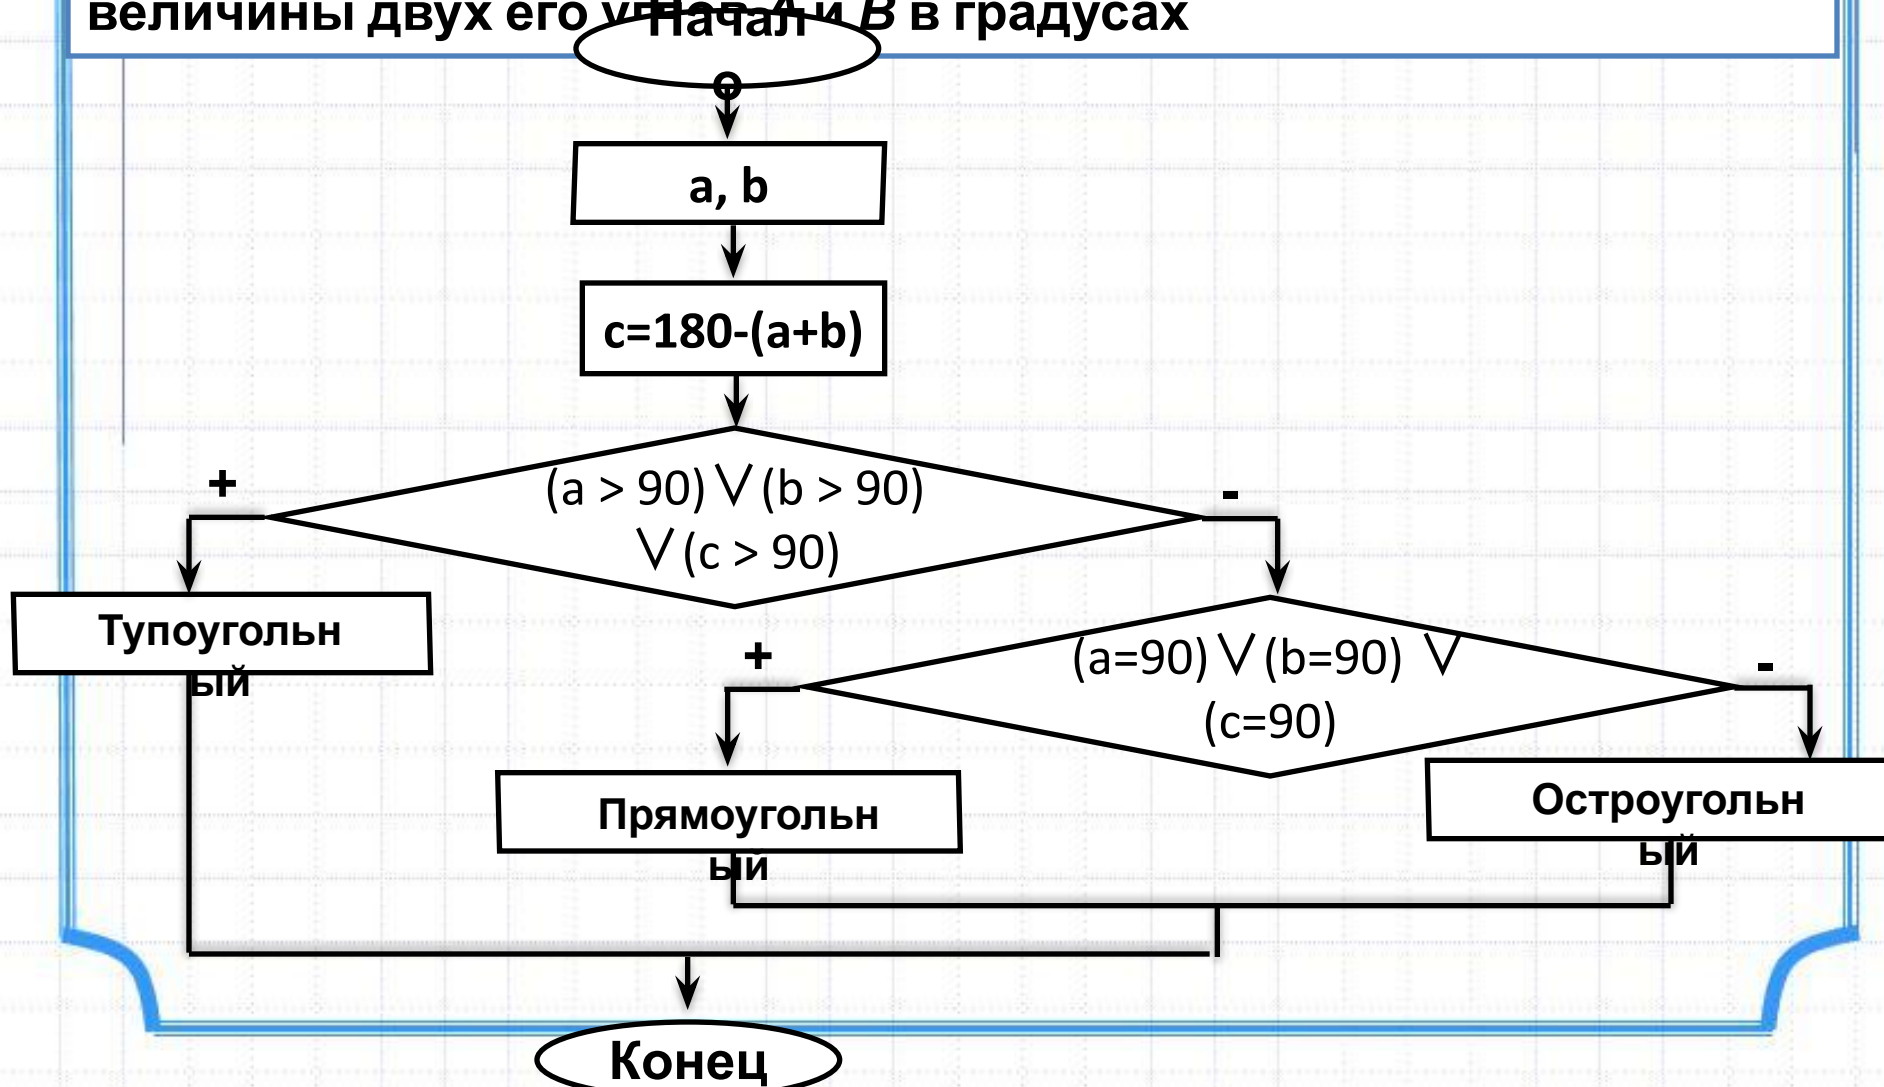 величины двух его углов A и B в градусах
Начал
о
a, b
c=180-(a+b)
+
(a > 90) ∨ (b > 90)
∨ (c > 90)
-
Тупоугольн
ый
+
(a=90) ∨ (b=90) ∨
(c=90)
-
Прямоугольн
ый
Остроугольн
ый
Конец